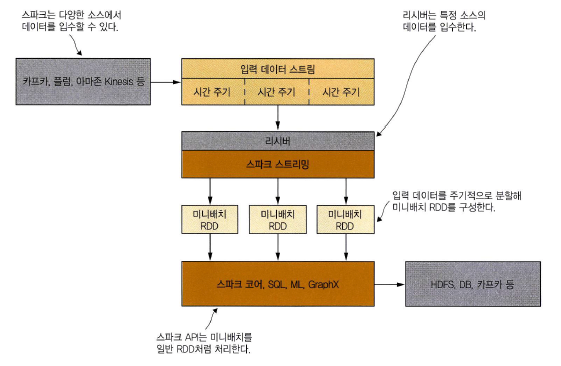 스파크는 다양한 소스에서
데이터를 입수할 수 있다.
리시버는 특정 소스의
데이터를 입수한다.
카프카, 플럼, 아마존 Kinesis 등
입력 데이터 스트림
시간 주기 시간 주기 시간 주기
리시버
스파크 스트리밍
미니배치
RDD
미니배치
RDD
미니배치
RDD
입력 데이터를 주기적으로 분할해
미니배치 RDD를 구성한다.
스파크 코어, SQL, ML, GraphX
HDFS, DB, 카프카 등
스파크 API는 미니배치를
일반 RDD처럼 처리한다.